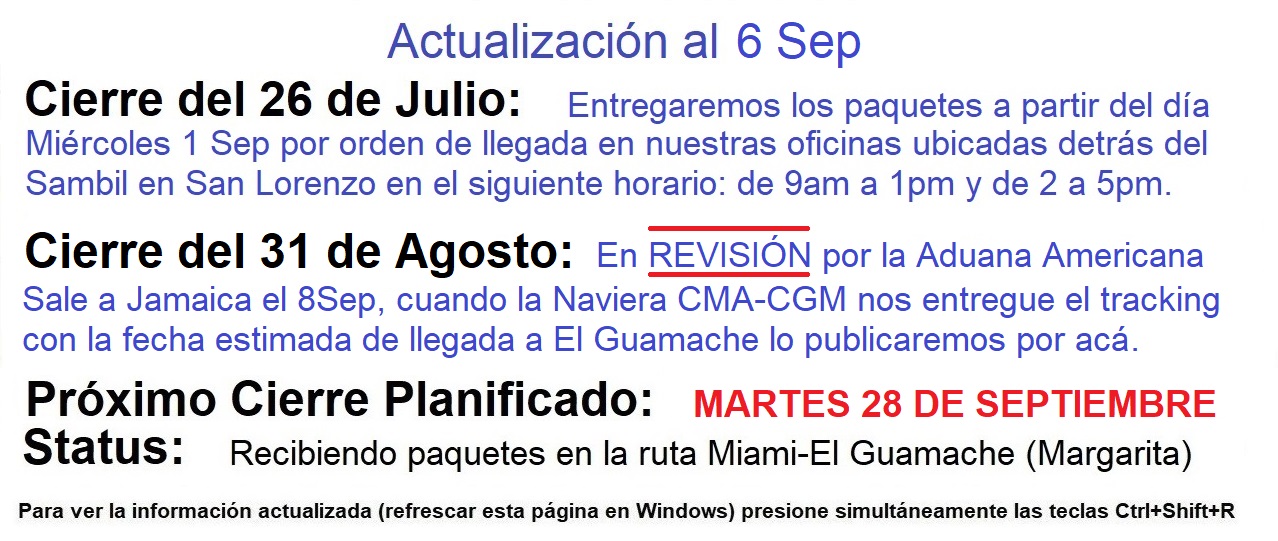 Actualización al 6 Sep
Cierre del 26 de Julio: Entregaremos los paquetes a partir del día
Miércoles 1 Sep por orden de llegada en nuestras oficinas ubicadas detrás del
Sambil en San Lorenzo en el siguiente horario: de 9am a 1pm y de 2 a 5pm.
Cierre del 31 de Agosto: En REVISIÓN por la Aduana Americana
Sale a Jamaica el 8Sep, cuando la Naviera CMA-CGM nos entregue el tracking
con la fecha estimada de llegada a El Guamache lo publicaremos por acá.
Próximo Cierre Planificado: MARTES 28 DE SEPTIEMBRE
Status: Recibiendo paquetes en la ruta Miami-El Guamache (Margarita)
Para ver la información actualizada (refrescar esta página en Windows) presione simultáneamente las teclas Ctrl+Shift+R